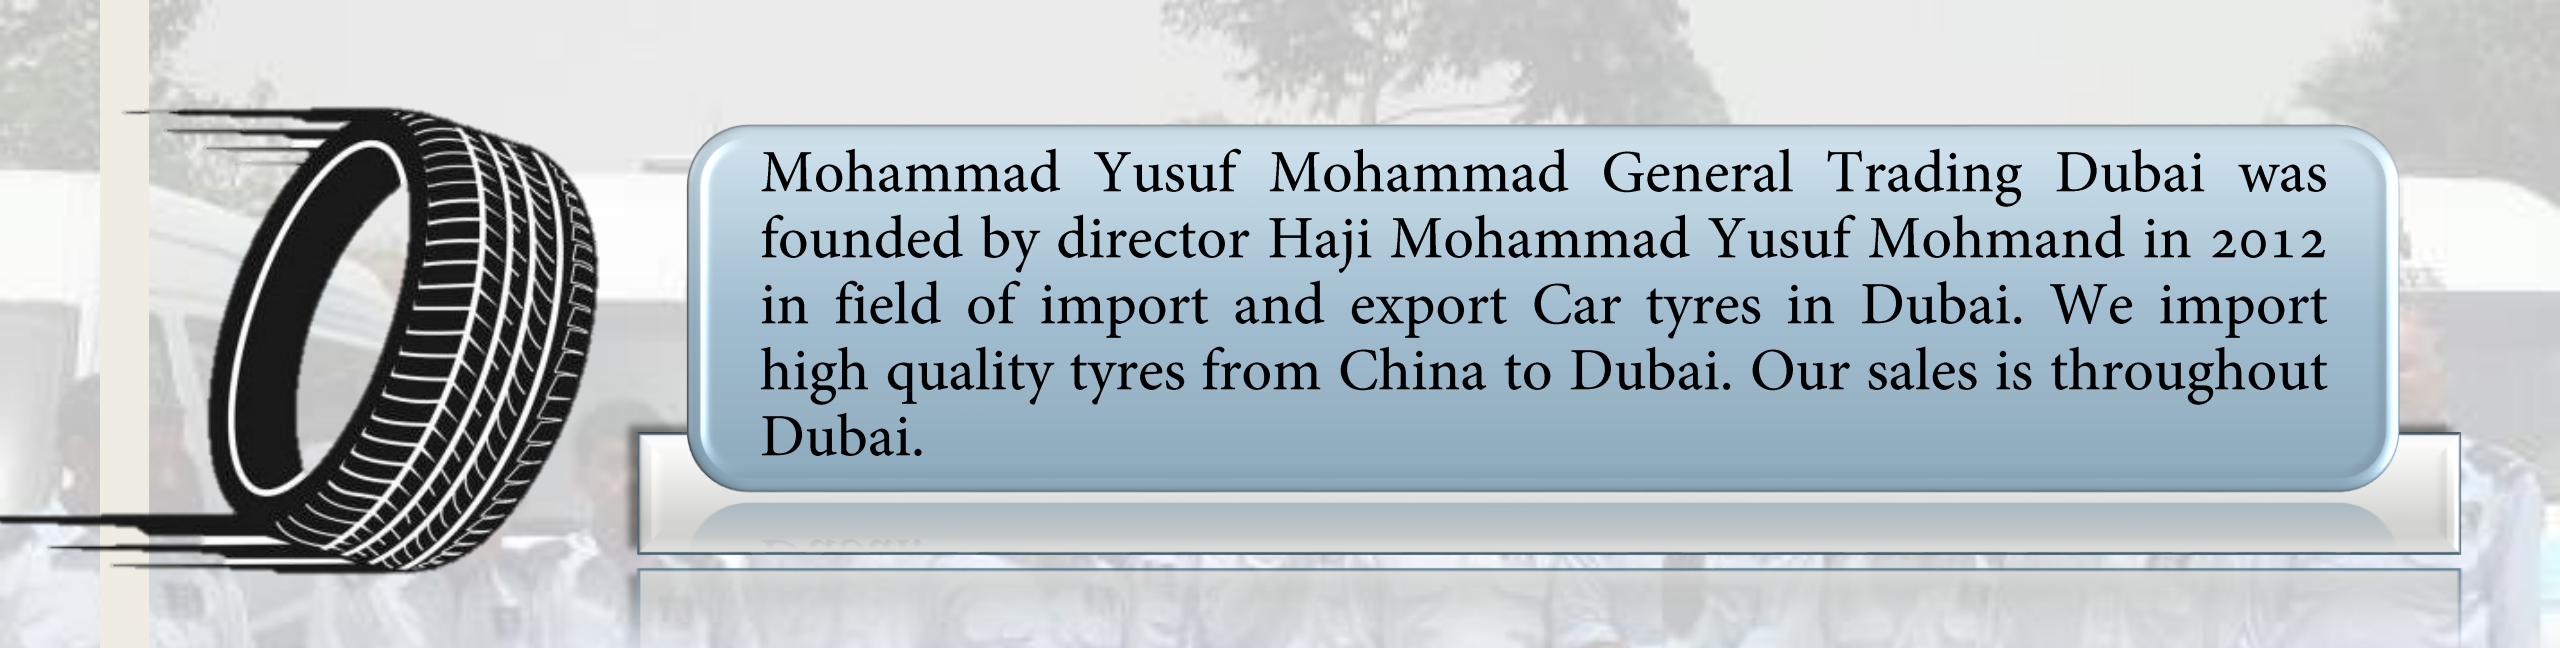 Mohammad Yusuf Mohammad General Trading Dubai was
founded by director Haji Mohammad Yusuf Mohmand in 2012
in field of import and export Car tyres in Dubai. We import
high quality tyres from China to Dubai. Our sales is throughout
Dubai.